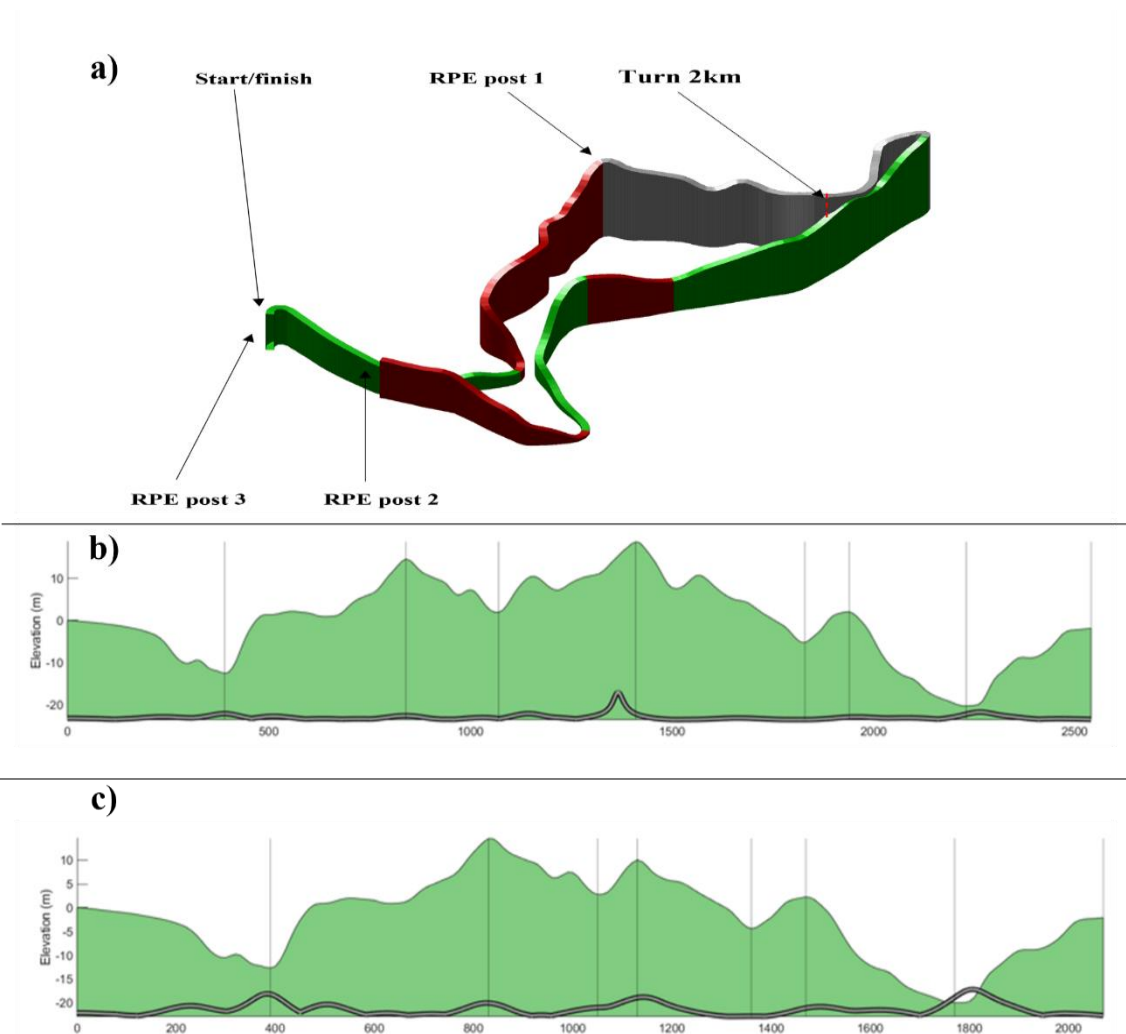 a)
Start/finish
RPE post 1
Turn 2km
RPE post 3
RPE post 2
b)
Elevation (m)
10
0
-10
-20
0 500 1000 1500 2000 2500
c)
Elevation (m)
10
5
0
-5
-10
-15
-20
0 200 400 600 800 1000 1200 1400 1600 1800 2000